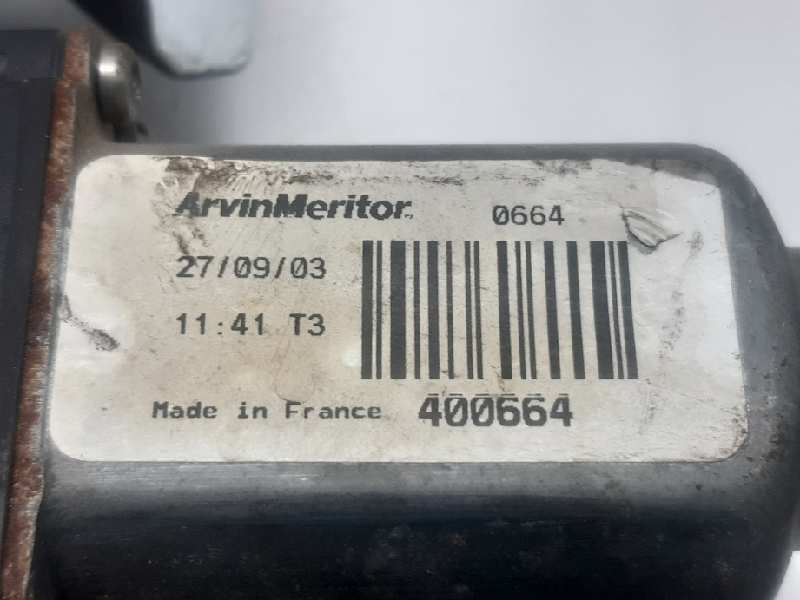 ArvinMeritor 0664
27/09/03
11:41 T3
Made in France 400664